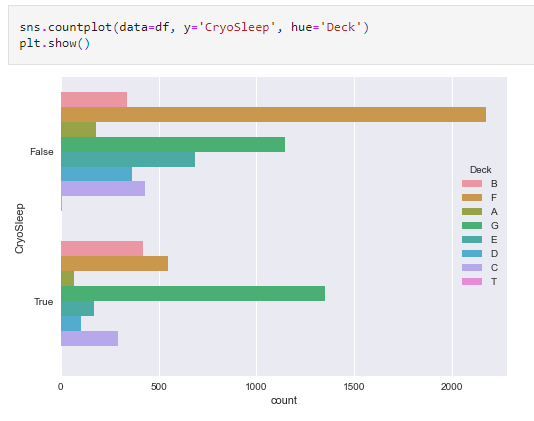 sns.countplot(data=df, y='CryoSleep', hue='Deck')
plt.show()
False
True
CryoSleep
Deck
B
F
A
G
E
D
C
T
0 500 1000 1500 2000
count